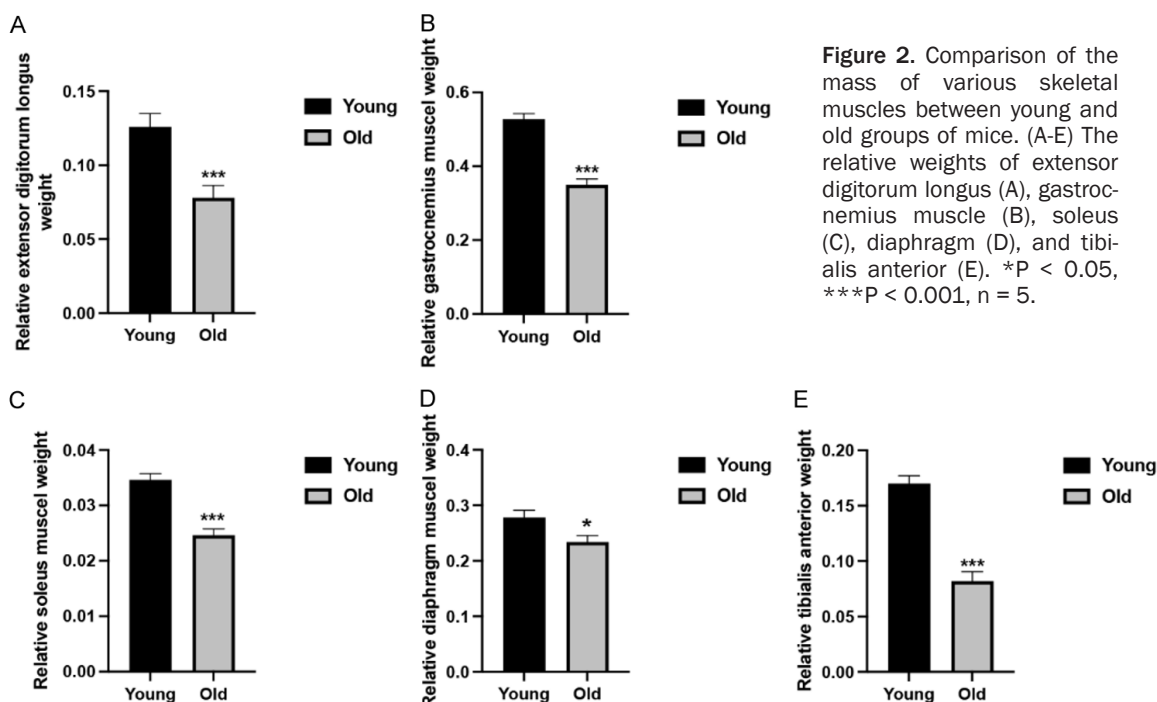 A
Relative extensor digitorum longus
weight
0.15
0.10
0.05
0.00
***
Young
Old
Young
Old
B
Relative gastrocnemius muscel weight
0.6
0.4
0.2
0.0
***
Young
Old
Young
Old
Figure 2. Comparison of the
mass of various skeletal
muscles between young and
old groups of mice. (A-E) The
relative weights of extensor
digitorum longus (A), gastroc-
nemius muscle (B), soleus
(C), diaphragm (D), and tibi-
alis anterior (E). *P < 0.05,
***P < 0.001, n = 5.
C
Relative soleus muscel weight
0.04
0.03
0.02
0.01
0.00
***
Young
Old
Young
Old
D
Relative diaphragm muscel weight
0.4
0.3
0.2
0.1
0.0
*
Young
Old
Young
Old
E
Relative tibialis anterior weight
0.20
0.15
0.10
0.05
0.00
***
Young
Old
Young
Old